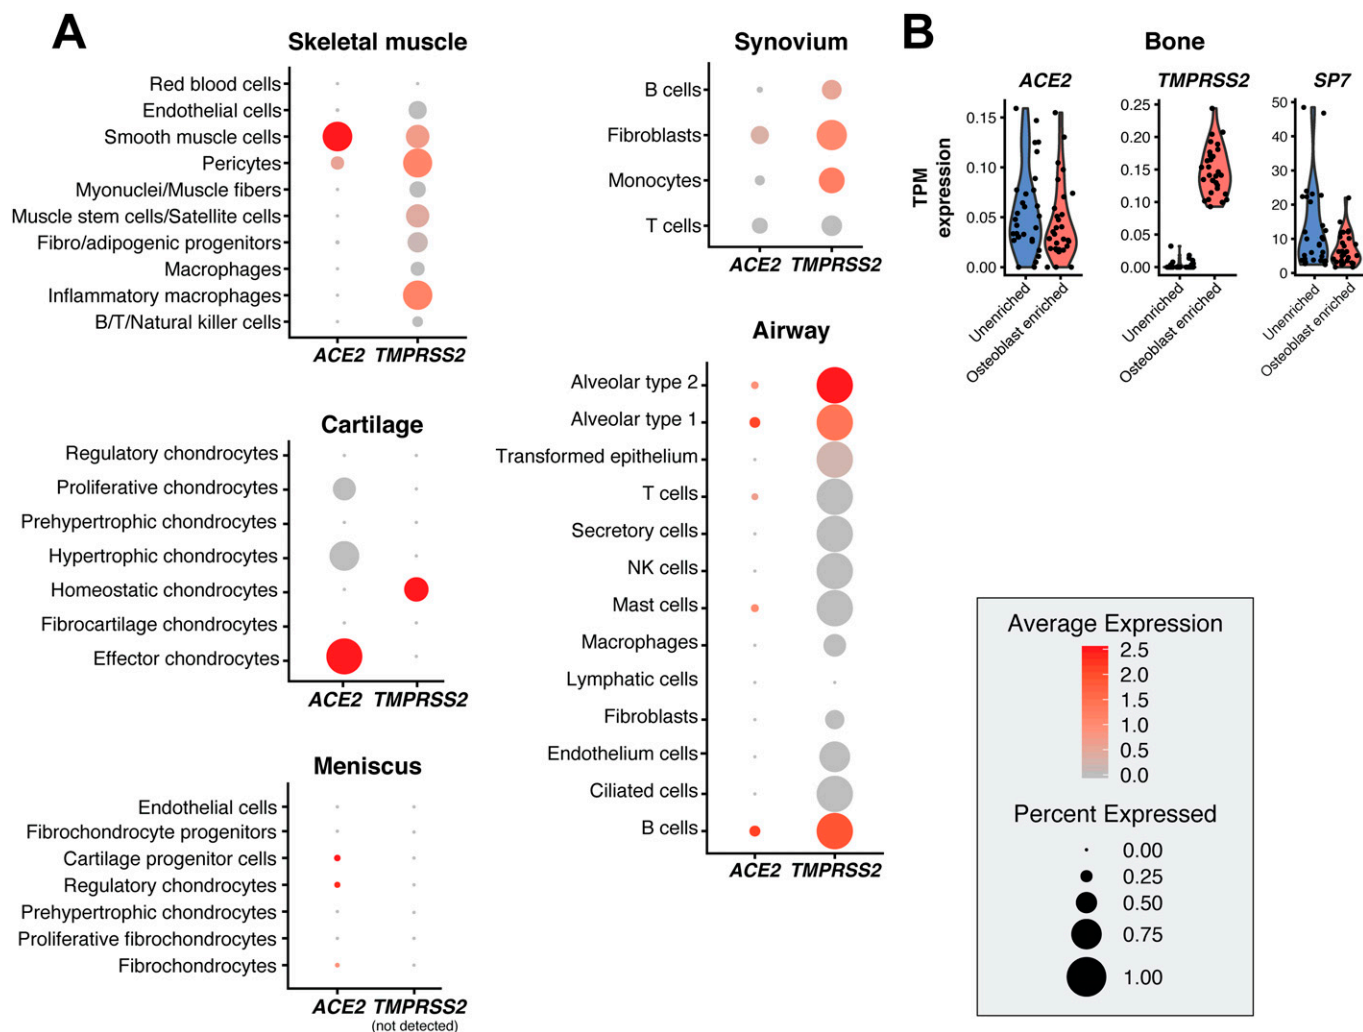 A
Skeletal muscle
Red blood cells
Endothelial cells
Smooth muscle cells
Pericytes
Myonuclei/Muscle fibers
Muscle stem cells/Satellite cells
Fibro/adipogenic progenitors
Macrophages
Inflammatory macrophages
B/T/Natural killer cells
ACE2 TMPRSS2
Cartilage
Regulatory chondrocytes
Proliferative chondrocytes
Prehypertrophic chondrocytes
Hypertrophic chondrocytes
Homeostatic chondrocytes
Fibrocartilage chondrocytes
Effector chondrocytes
ACE2 TMPRSS2
Meniscus
Endothelial cells
Fibrochondrocyte progenitors
Cartilage progenitor cells
Regulatory chondrocytes
Prehypertrophic chondrocytes
Proliferative fibrochondrocytes
Fibrochondrocytes
ACE2 TMPRSS2
(not detected)
Synovium
B cells
Fibroblasts
Monocytes
T cells
ACE2 TMPRSS2
Airway
Alveolar type 2
Alveolar type 1
Transformed epithelium
T cells
Secretory cells
NK cells
Mast cells
Macrophages
Lymphatic cells
Fibroblasts
Endothelium cells
Ciliated cells
B cells
ACE2 TMPRSS2
B
Bone
ACE2
TMPRSS2
SP7
TPM
expression
0.15
0.10
0.05
0.00
Unenriched
Osteoblast enriched
0.25
0.20
0.15
0.10
0.05
0.00
Unenriched
Osteoblast enriched
50
40
30
20
10
0
Unenriched
Osteoblast enriched
Average Expression
2.5
2.0
1.5
1.0
0.5
0.0
Percent Expressed
0.00
0.25
0.50
0.75
1.00